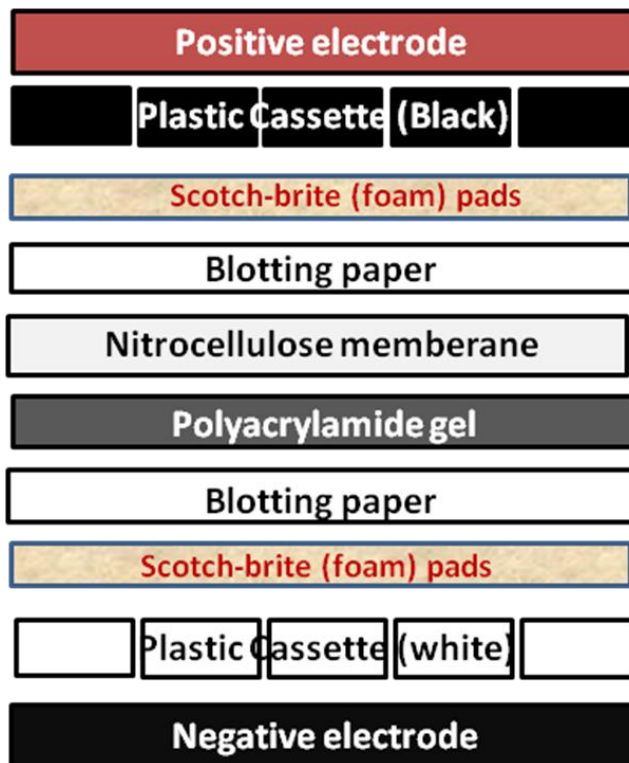 Positive electrode
Plastic Cassette (Black)
Scotch-brite (foam) pads
Blotting paper
Nitrocellulose memberane
Polyacrylamide gel
Blotting paper
Scotch-brite (foam) pads
Plastic Cassette (white)
Negative electrode